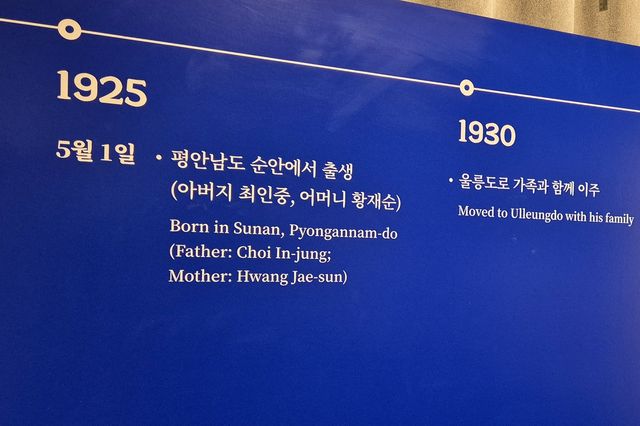 1925
5월 1일
• 평안남도 순안에서 출생
(아버지 최인중, 어머니 황재순)
Born in Sunan, Pyongannam-do
(Father: Choi In-jung;
Mother: Hwang Jae-sun)
1930
• 울릉도로 가족과 함께 이주
Moved to Ulleungdo with his family